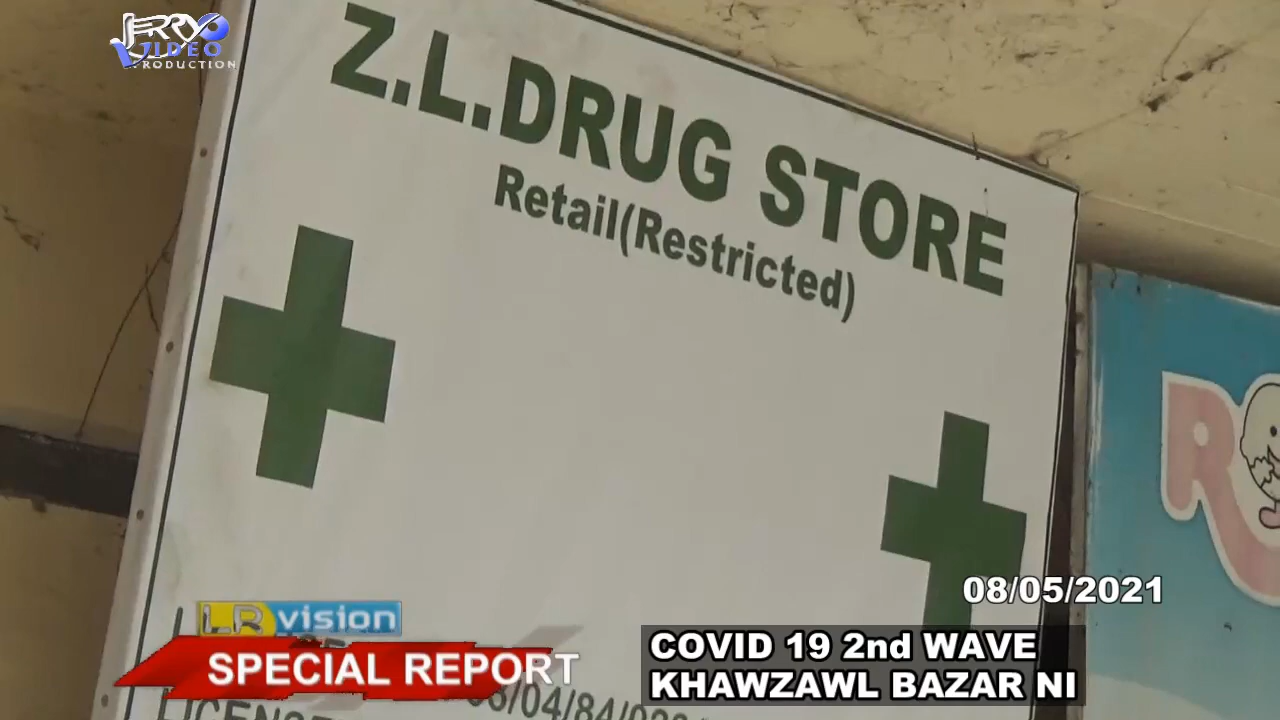 JERRY
VIDEO
PRODUCTION
Z.L.DRUG STORE
Retail(Restricted)
08/05/2021
LR vision
SPECIAL REPORT
COVID 19 2nd WAVE
KHAWZAWL BAZAR NI